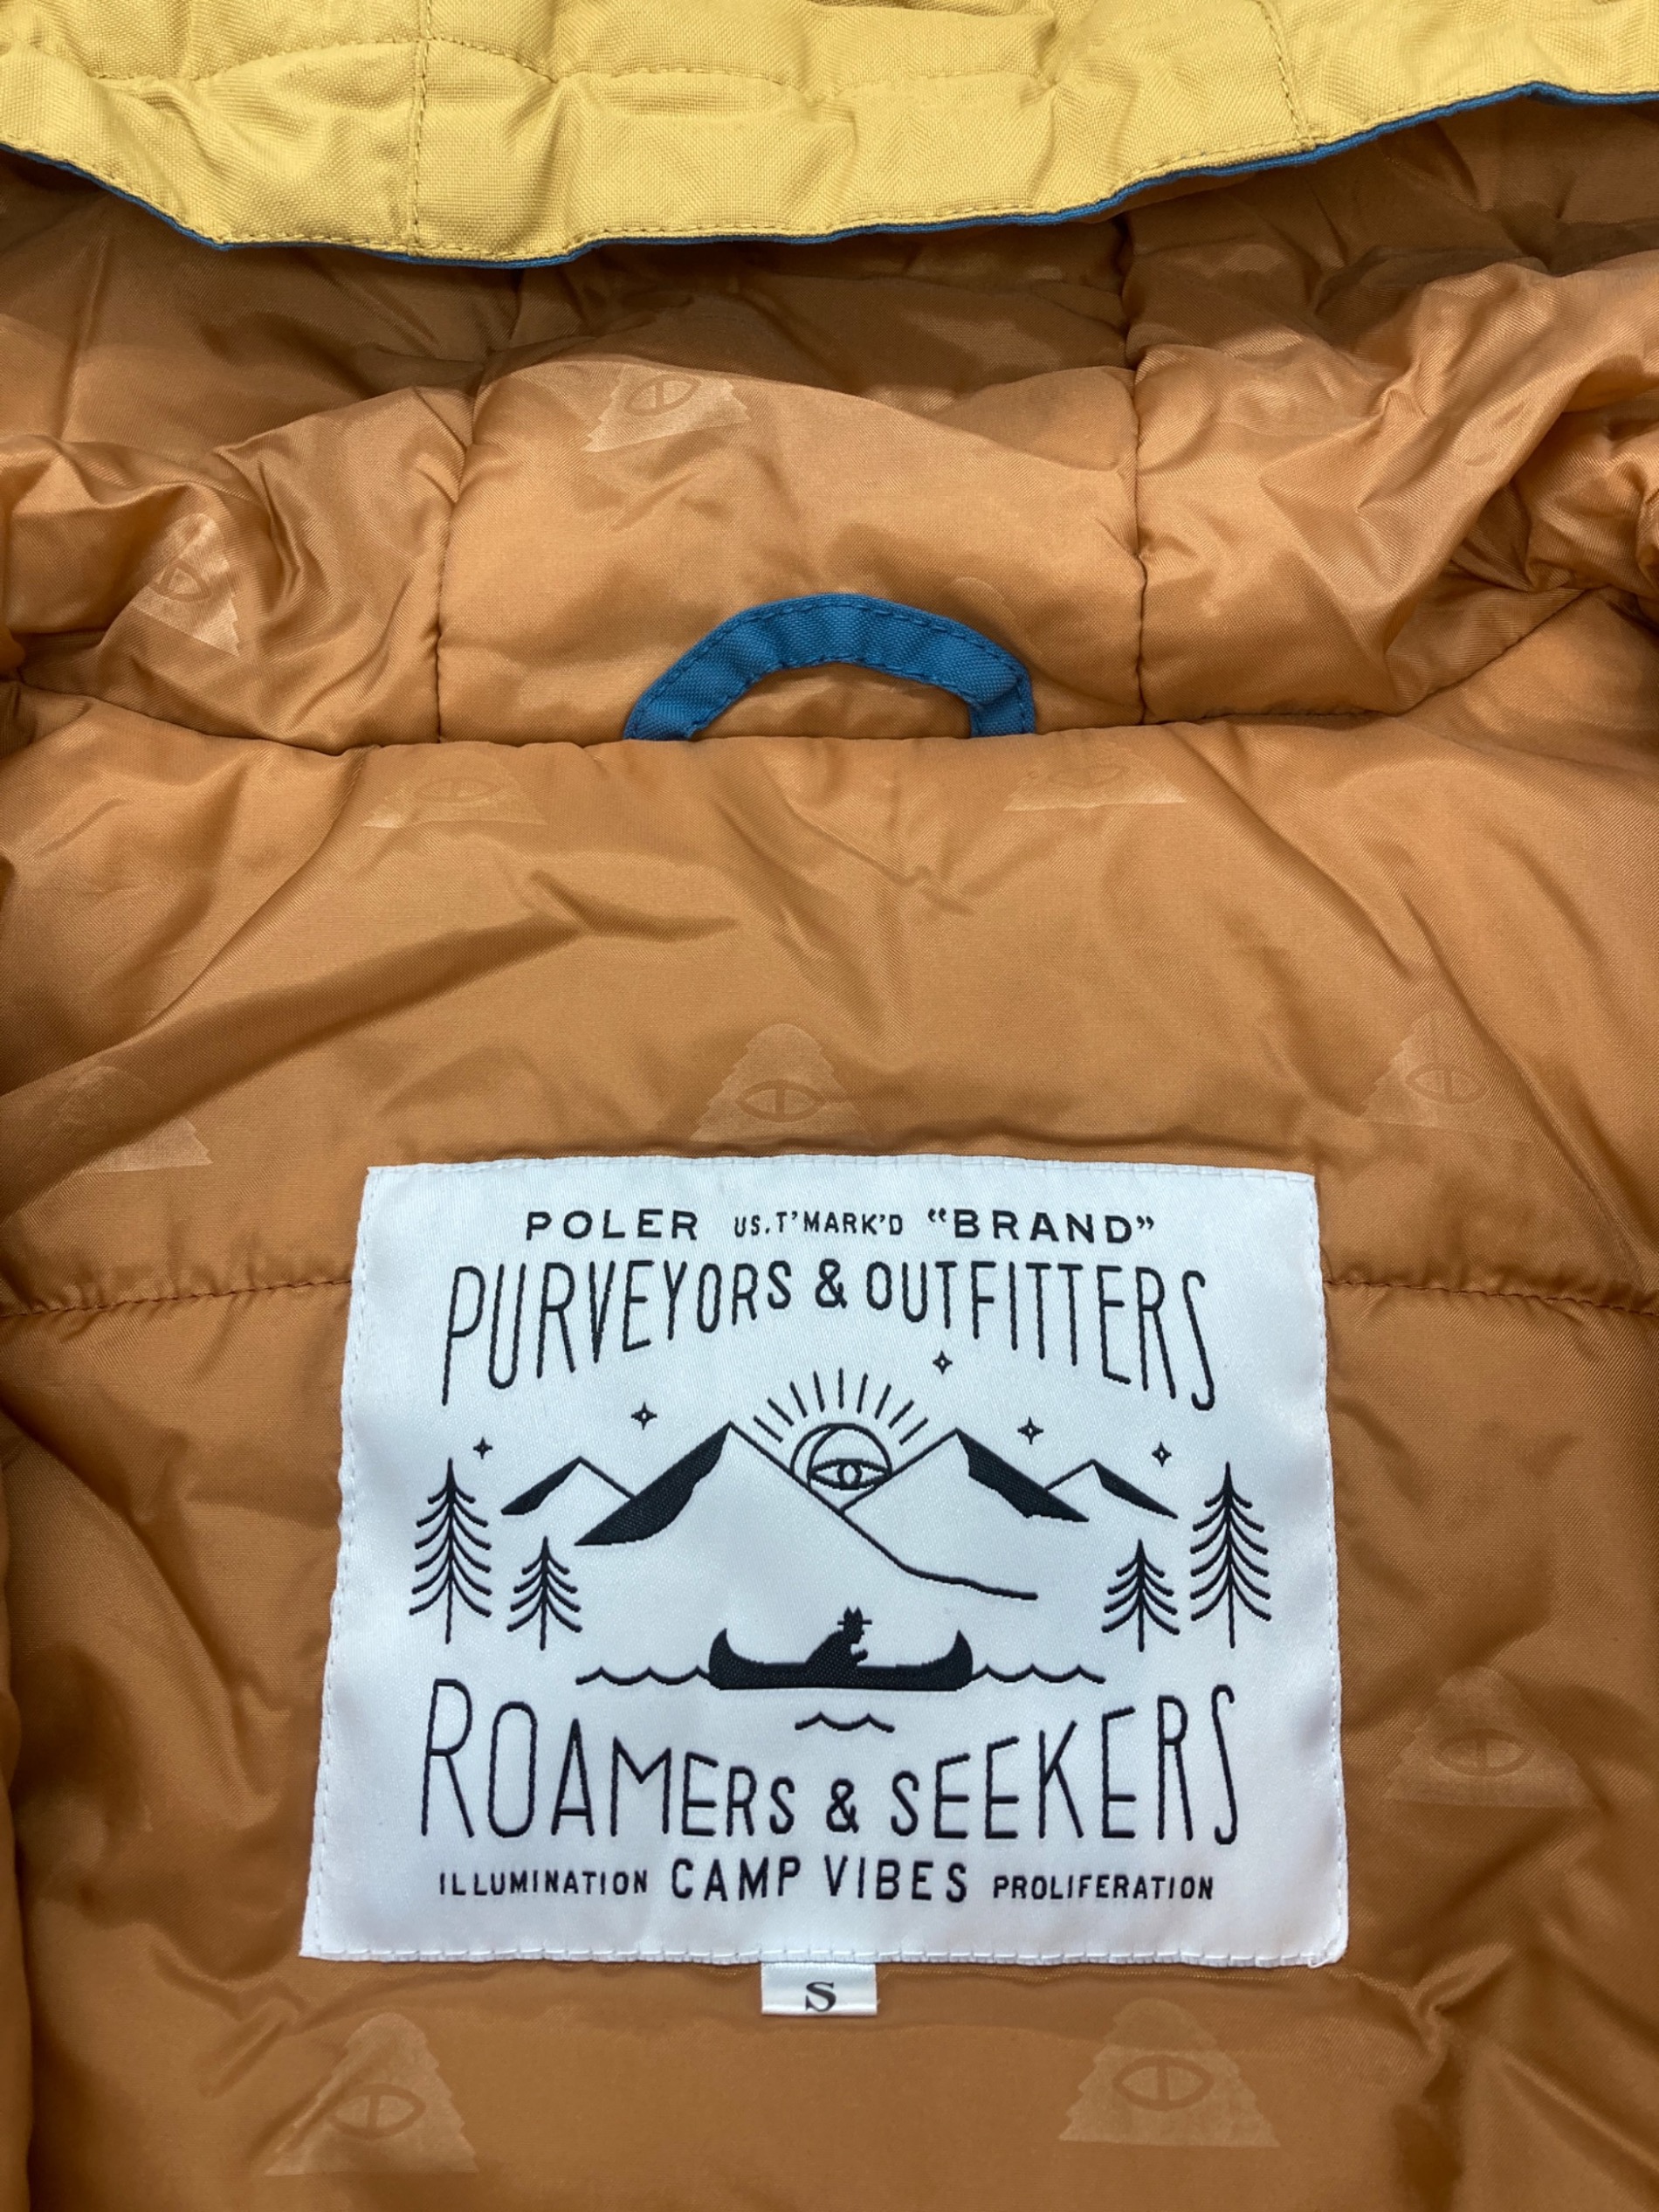 POLER US.T'MARK'D "BRAND"
PURVEYORS & OUTFITTERS
ROAMERS & SEEKERS
ILLUMINATION CAMP VIBES PROLIFERATION
S